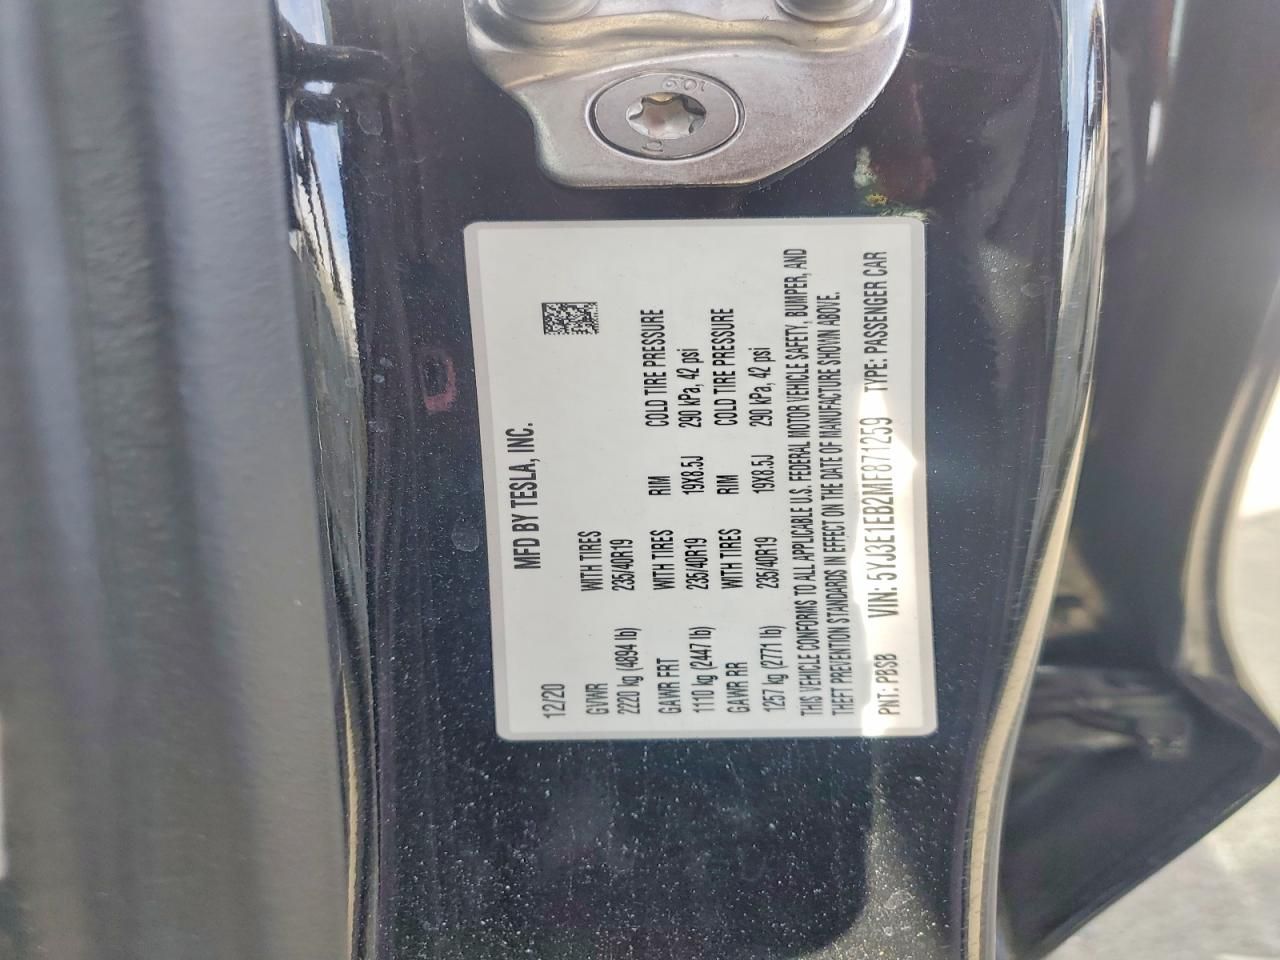 MFD BY TESLA, INC.
12/20
GVWR WITH TIRES
2220 kg (4894 lb) 235/40R19
GAWR FRT WITH TIRES RIM COLD TIRE PRESSURE
1110 kg (2447 lb) 235/40R19 19X8.5J 290 kPa, 42 psi
GAWR RR WITH TIRES RIM COLD TIRE PRESSURE
1257 kg (2771 lb) 235/40R19 19X8.5J 290 kPa, 42 psi
THIS VEHICLE CONFORMS TO ALL APPLICABLE U.S. FEDERAL MOTOR VEHICLE SAFETY, BUMPER, AND
THEFT PREVENTION STANDARDS IN EFFECT ON THE DATE OF MANUFACTURE SHOWN ABOVE.
PNT: PBSB VIN: 5YJ3E1EB2MF871259 TYPE: PASSENGER CAR
10.9